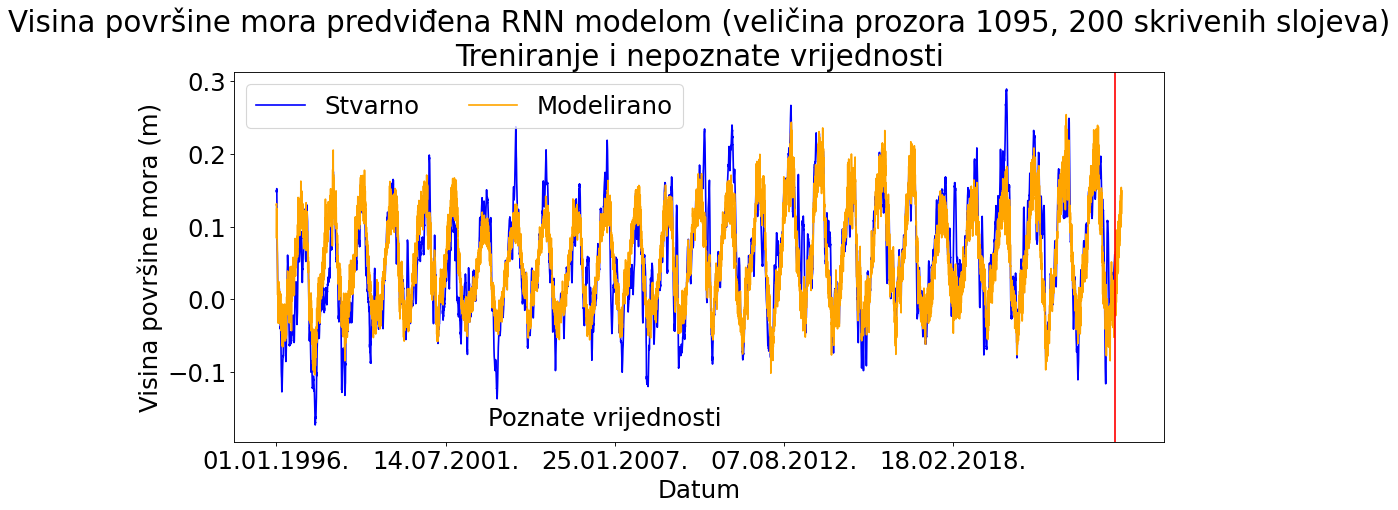 Visina površine mora predviđena RNN modelom (veličina prozora 1095, 200 skrivenih slojeva)
Treniranje i nepoznate vrijednosti
Stvarno
Modelirano
0.3
0.2
0.1
0.0
−0.1
Visina površine mora (m)
Poznate vrijednosti
01.01.1996.
14.07.2001.
25.01.2007.
07.08.2012.
18.02.2018.
Datum